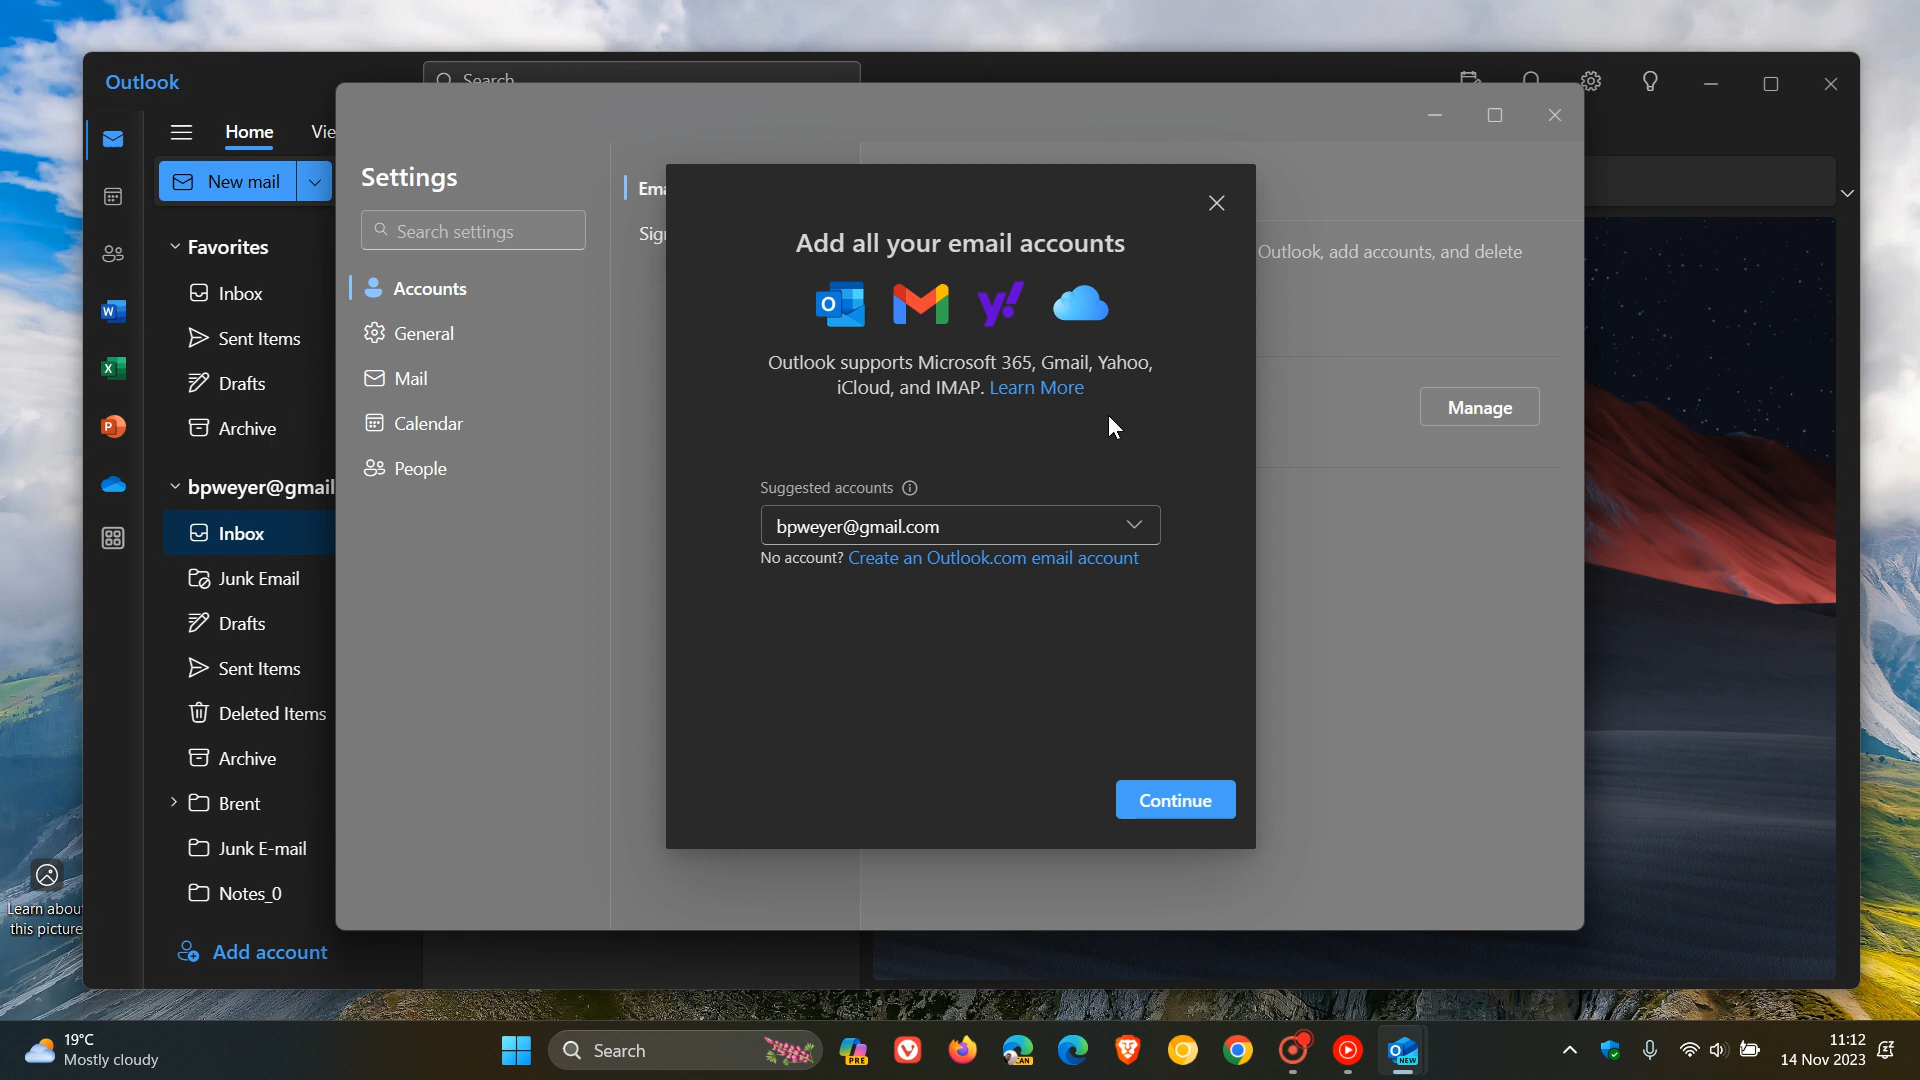 Outlook
Search
Home
Vie
New mail
Favorites
Inbox
Sent Items
Drafts
Archive
bpweyer@gmail
Inbox
Junk Email
Drafts
Sent Items
Deleted Items
Archive
Brent
Junk E-mail
Notes_0
Add account
Settings
Search settings
Accounts
General
Mail
Calendar
People
Ema
Sig
Outlook, add accounts, and delete
Manage
Add all your email accounts
Outlook supports Microsoft 365, Gmail, Yahoo,
iCloud, and IMAP. Learn More
Suggested accounts
bpweyer@gmail.com
No account? Create an Outlook.com email account
Continue
Learn abou
this picture
19°C
Mostly cloudy
Search
PRE
CAN
NEW
11:12
14 Nov 2023